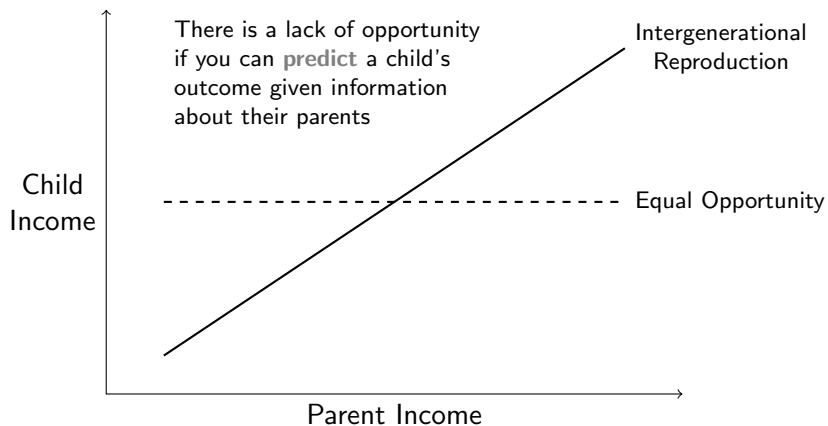 There is a lack of opportunity
if you can predict a child's
outcome given information
about their parents
Intergenerational
Reproduction
Child
Income
Equal Opportunity
Parent Income